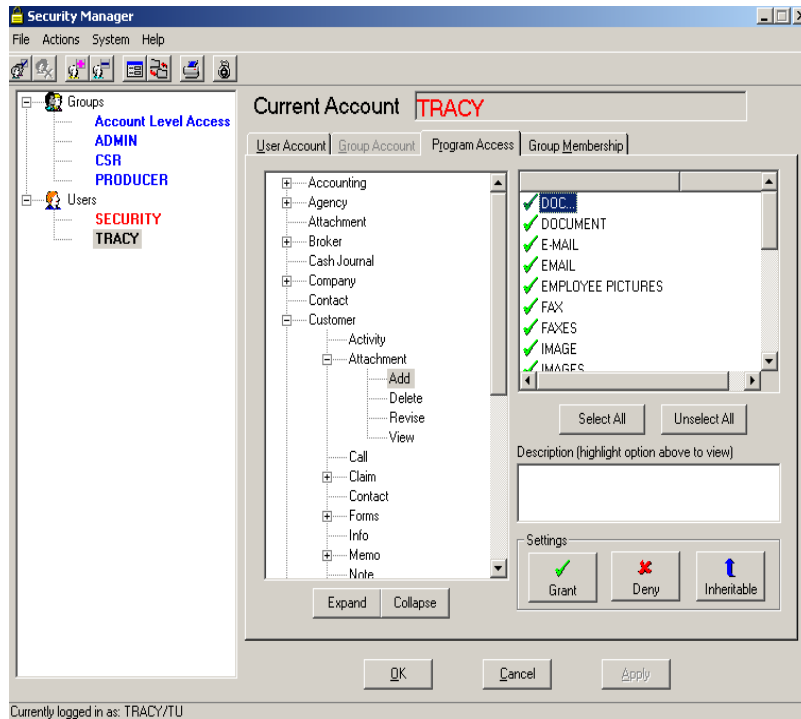 Security Manager
File Actions System Help
Groups
Account Level Access
ADMIN
CSR
PRODUCER
Users
SECURITY
TRACY
Current Account TRACY
User Account Group Account Program Access Group Membership
Accounting
Agency
Attachment
Broker
Cash Journal
Company
Contact
Customer
Activity
Attachment
Add
Delete
Revise
View
Call
Claim
Contact
Forms
Info
Memo
Note
Expand Collapse
DOC...
DOCUMENT
E-MAIL
EMAIL
EMPLOYEE PICTURES
FAX
FAXES
IMAGE
IMAGES
Select All Unselect All
Description (highlight option above to view)
Settings
Grant Deny Inheritable
OK Cancel Apply
Currently logged in as: TRACY/TU